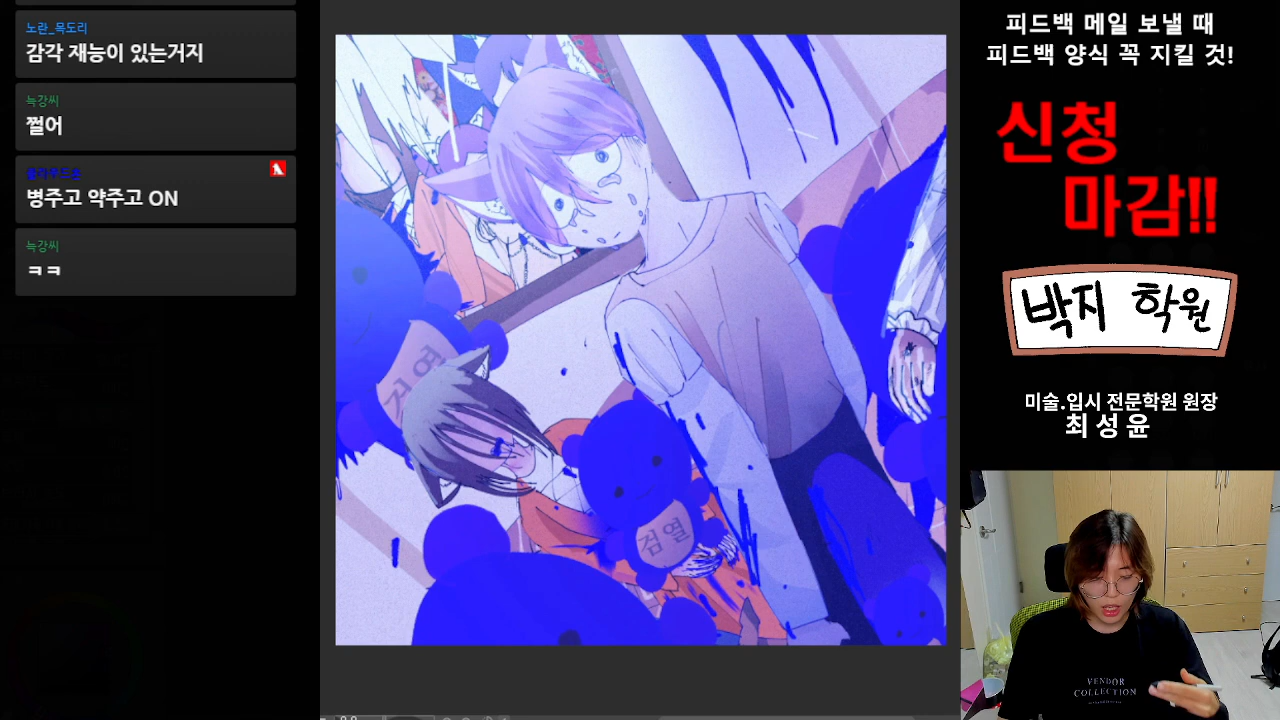 노란_목도리
감각 재능이 있는거지
늑강씨
쩔어
병주고 약주고 ON
늑강씨
ㅋㅋ
검열
검열
피드백 메일 보낼 때
피드백 양식 꼭 지킬 것!
신청
마감!!
박지 학원
미술.입시 전문학원 원장
최성윤
VENDOR
COLLECTION